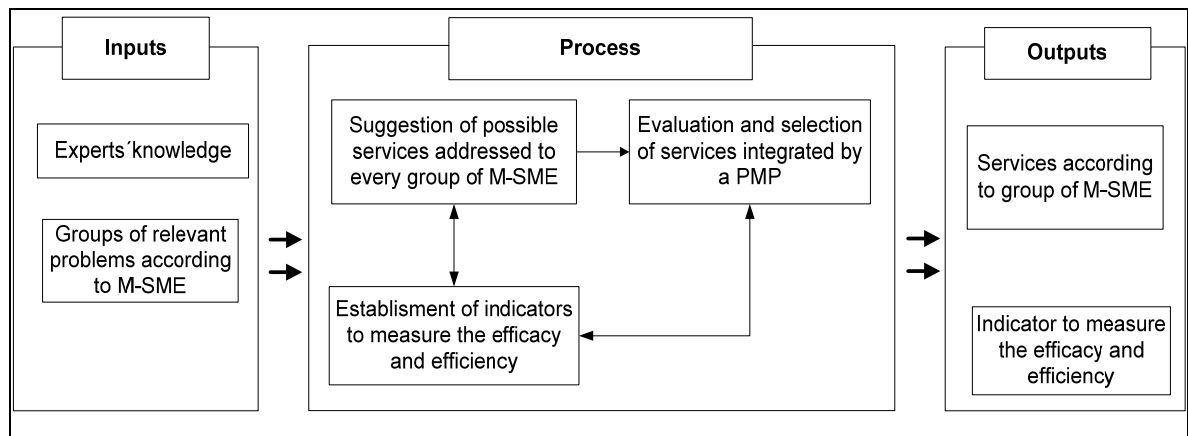 Inputs
Experts´knowledge
Groups of relevant
problems according
to M-SME
Process
Suggestion of possible
services addressed to
every group of M-SME
Evaluation and selection
of services integrated by
a PMP
Establisment of indicators
to measure the efficacy
and efficiency
Outputs
Services according
to group of M-SME
Indicator to measure
the efficacy and
efficiency